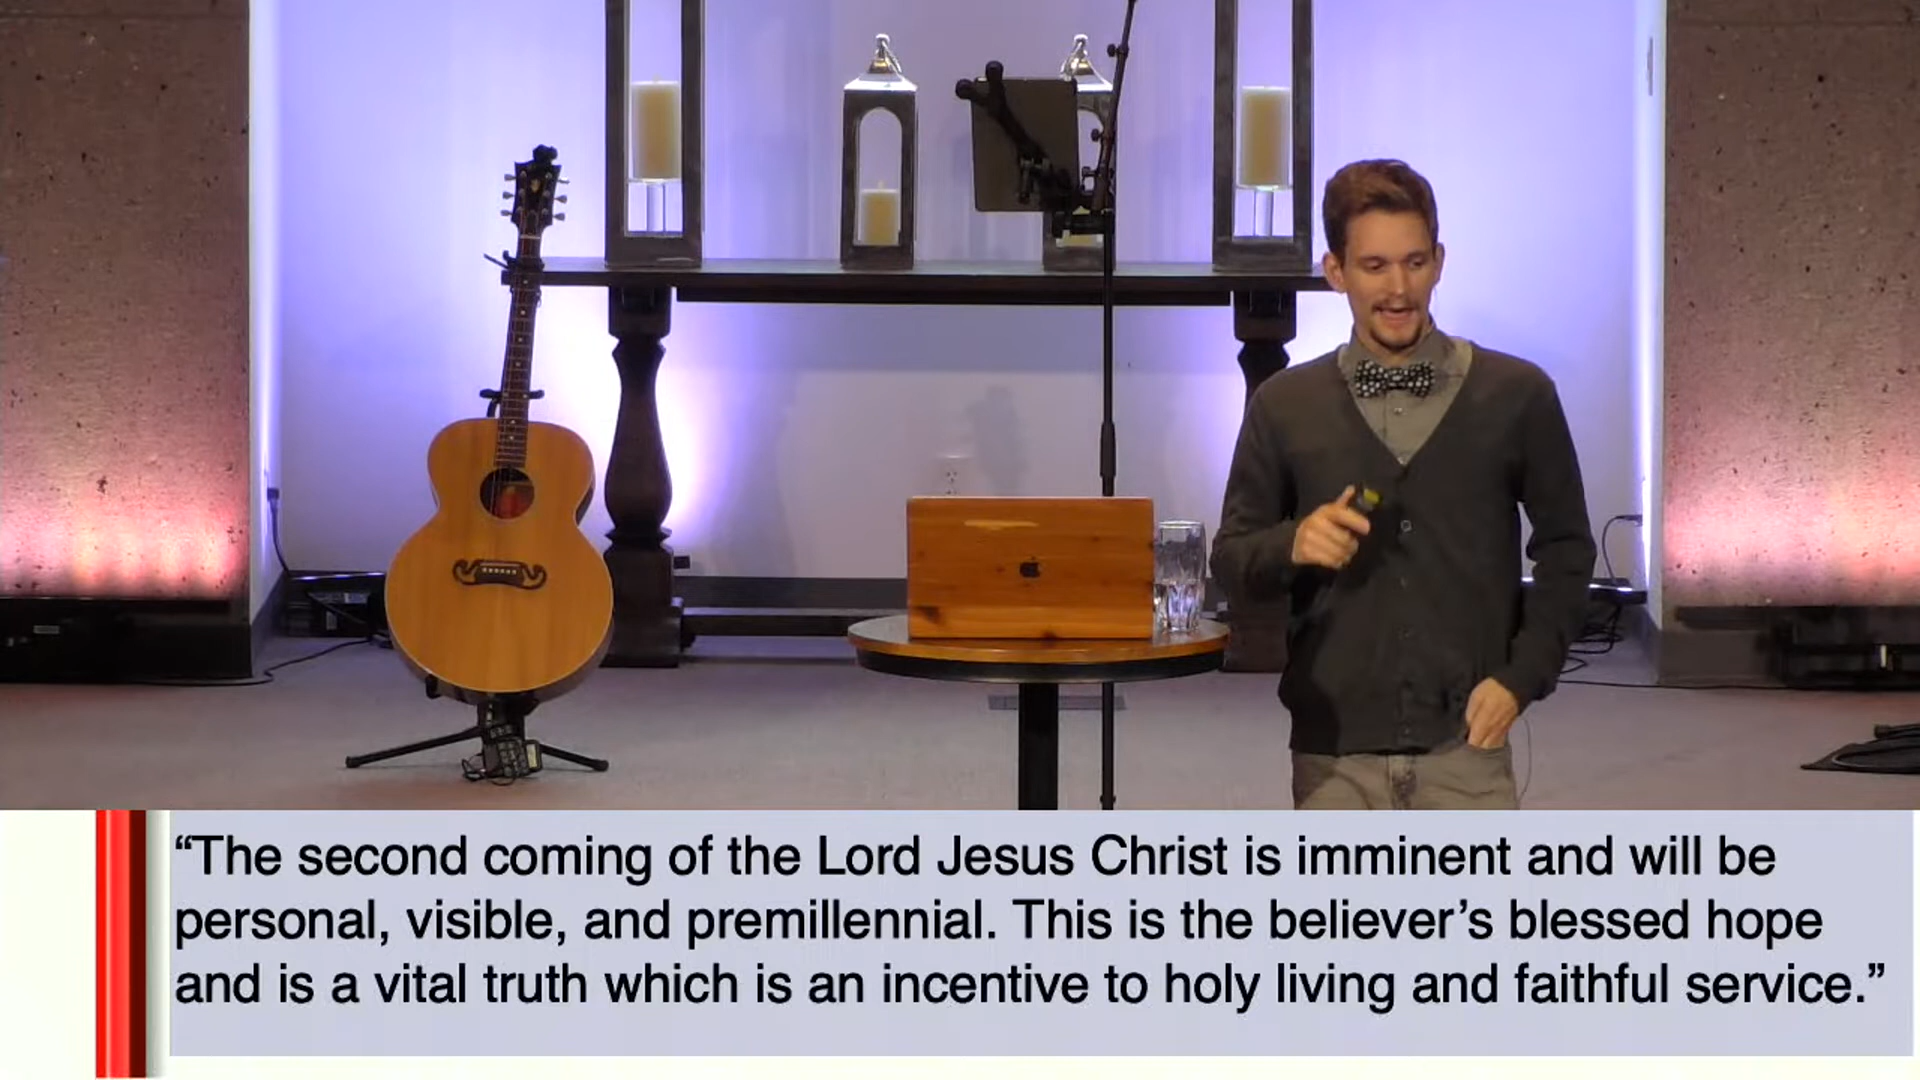 “The second coming of the Lord Jesus Christ is imminent and will be
personal, visible, and premillennial. This is the believer’s blessed hope
and is a vital truth which is an incentive to holy living and faithful service.”